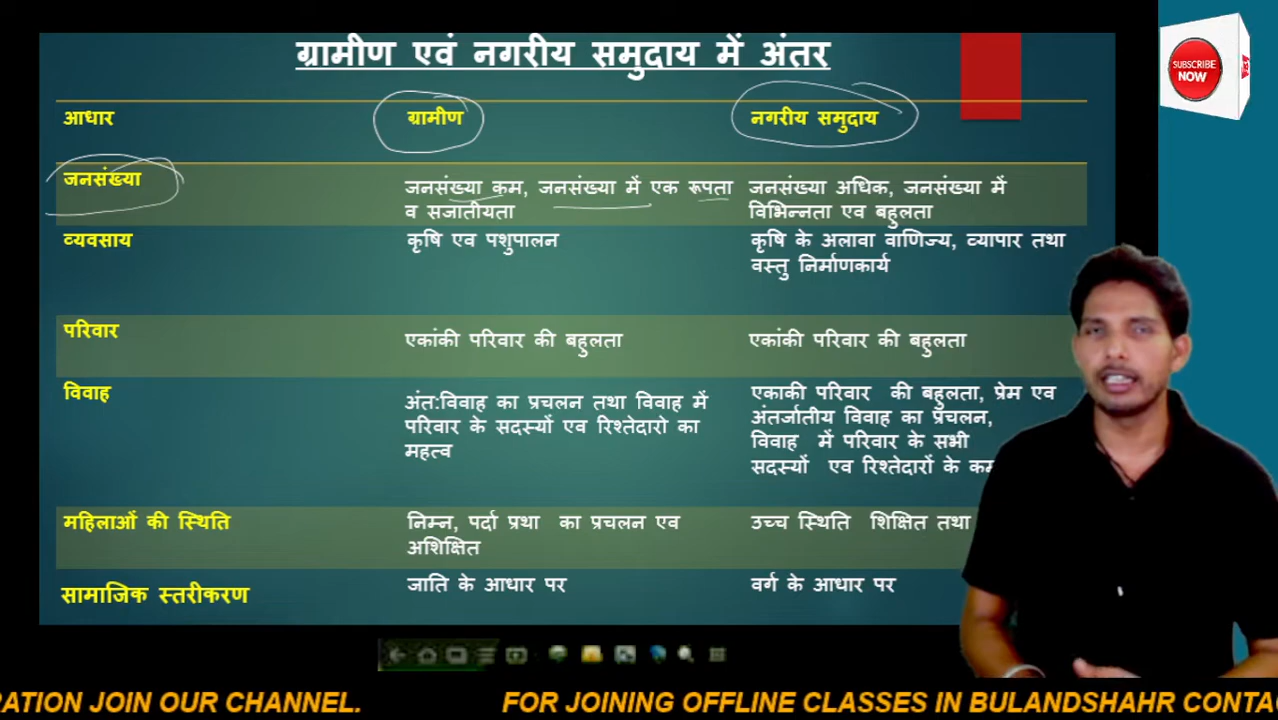 ग्रामीण एवं नगरीय समुदाय में अंतर
SUBSCRIBE
NOW
आधार ग्रामीण नगरीय समुदाय
जनसंख्या
जनसंख्या कम, जनसंख्या में एक रूपता
व सजातीयता
जनसंख्या अधिक, जनसंख्या में
विभिन्नता एव बहुलता
व्यवसाय
कृषि एव पशुपालन
कृषि के अलावा वाणिज्य, व्यापार तथा
वस्तु निर्माणकार्य
परिवार
एकांकी परिवार की बहुलता
एकांकी परिवार की बहुलता
विवाह
अंत:विवाह का प्रचलन तथा विवाह में
परिवार के सदस्यों एव रिश्तेदारो का
महत्व
एकाकी परिवार की बहुलता, प्रेम एव
अंतर्जातीय विवाह का प्रचलन,
विवाह में परिवार के सभी
सदस्यों एव रिश्तेदारों के
महिलाओं की स्थिति
निम्न, पर्दा प्रथा का प्रचलन एव
अशिक्षित
उच्च स्थिति शिक्षित तथा
सामाजिक स्तरीकरण
जाति के आधार पर
वर्ग के आधार पर
RATION JOIN OUR CHANNEL. FOR JOINING OFFLINE CLASSES IN BULANDSHAHR CONTA